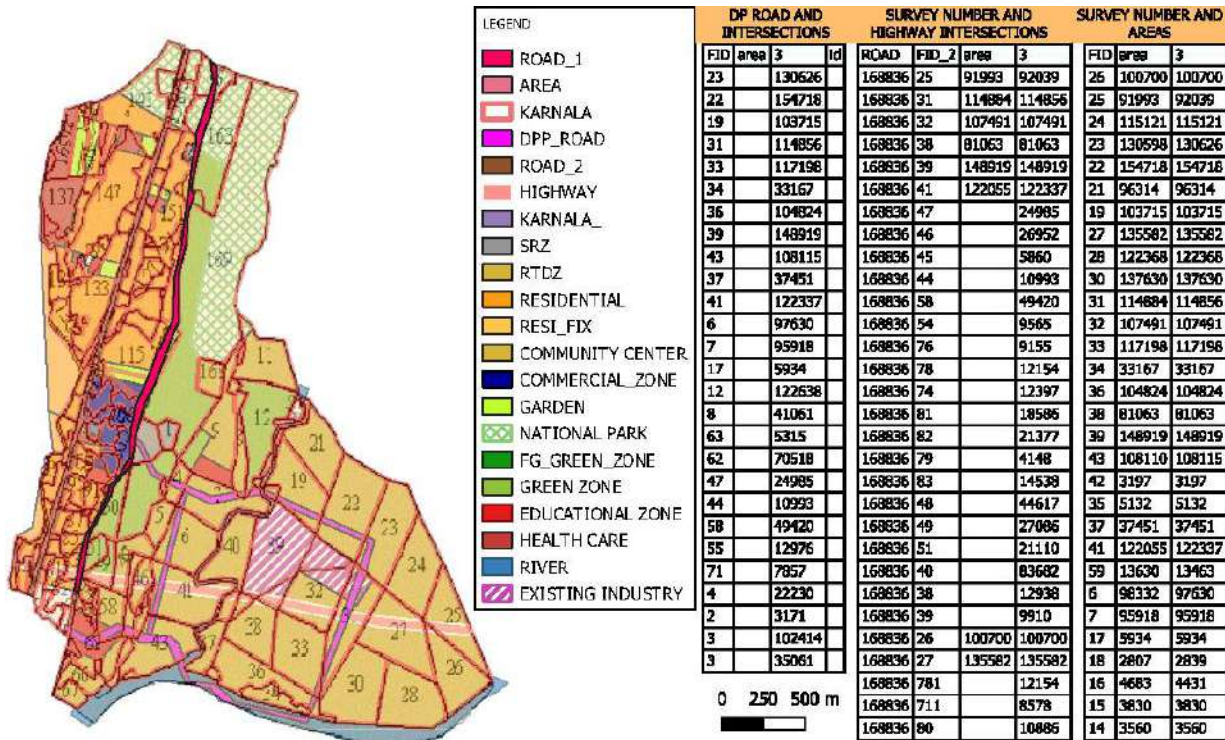 LEGEND
ROAD_1
AREA
KARNALA
DPP_ROAD
ROAD_2
HIGHWAY
KARNALA_
SRZ
RTDZ
RESIDENTIAL
RESI_FIX
COMMUNITY CENTER
COMMERCIAL_ZONE
GARDEN
NATIONAL PARK
FG_GREEN_ZONE
GREEN ZONE
EDUCATIONAL ZONE
HEALTH CARE
RIVER
EXISTING INDUSTRY
DP ROAD AND
INTERSECTIONS
FID area 3 Id
23 130626
22 154718
19 103715
31 114856
33 117198
34 33167
36 104824
39 148919
43 108115
37 37451
41 122337
6 97630
7 95918
17 5934
12 122638
8 41061
63 5315
62 70518
47 24985
44 10993
58 49420
55 12976
71 7857
4 22230
2 3171
3 102414
3 35061
0 250 500 m
SURVEY NUMBER AND
HIGHWAY INTERSECTIONS
ROAD FID_2 area 3
168836 25 91993 92039
168836 31 114884 114856
168836 32 107491 107491
168836 38 81063 81063
168836 39 148919 148919
168836 41 122055 122337
168836 47 24985
168836 46 26952
168836 45 5860
168836 44 10993
168836 58 49420
168836 54 9565
168836 76 9155
168836 78 12154
168836 74 12397
168836 81 18586
168836 82 21377
168836 79 4148
168836 83 14538
168836 48 44617
168836 49 27086
168836 51 21110
168836 40 83682
168836 38 12938
168836 39 9910
168836 26 100700 100700
168836 27 135582 135582
168836 781 12154
168836 711 8578
168836 80 10886
SURVEY NUMBER AND
AREAS
FID area 3
26 100700 100700
25 91993 92039
24 115121 115121
23 130598 130626
22 154718 154718
21 96314 96314
19 103715 103715
27 135582 135582
28 122368 122368
30 137630 137630
31 114884 114856
32 107491 107491
33 117198 117198
34 33167 33167
36 104824 104824
38 81063 81063
39 148919 148919
43 108110 108115
42 3197 3197
35 5132 5132
37 37451 37451
41 122055 122337
59 13630 13463
6 98332 97630
7 95918 95918
17 5934 5934
18 2807 2839
16 4683 4431
15 3830 3830
14 3560 3560
163
147
137
151
169
133
115
11
12
5
21
19
22
23
24
6
40
39
32
41
25
27
58
28
33
36
30
28
26